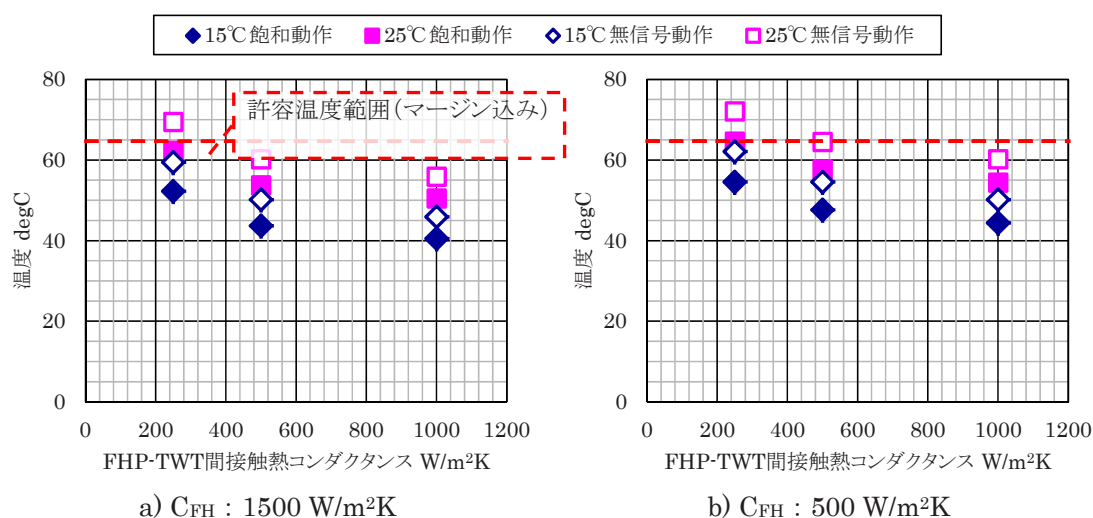 15℃飽和動作 25℃飽和動作 15℃無信号動作 25℃無信号動作
許容温度範囲(マージン込み)
80
60
40
20
0
温度 degC
0 200 400 600 800 1000 1200
FHP-TWT間接触熱コンダクタンス W/m²K
a) CFH：1500 W/m²K
80
60
40
20
0
温度 degC
0 200 400 600 800 1000 1200
FHP-TWT間接触熱コンダクタンス W/m²K
b) CFH：500 W/m²K